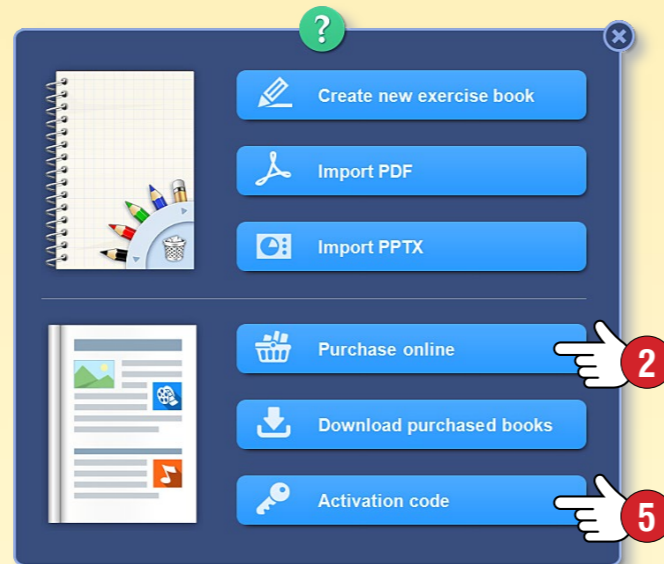 ?
Create new exercise book
Import PDF
Import PPTX
Purchase online
2
Download purchased books
Activation code
5